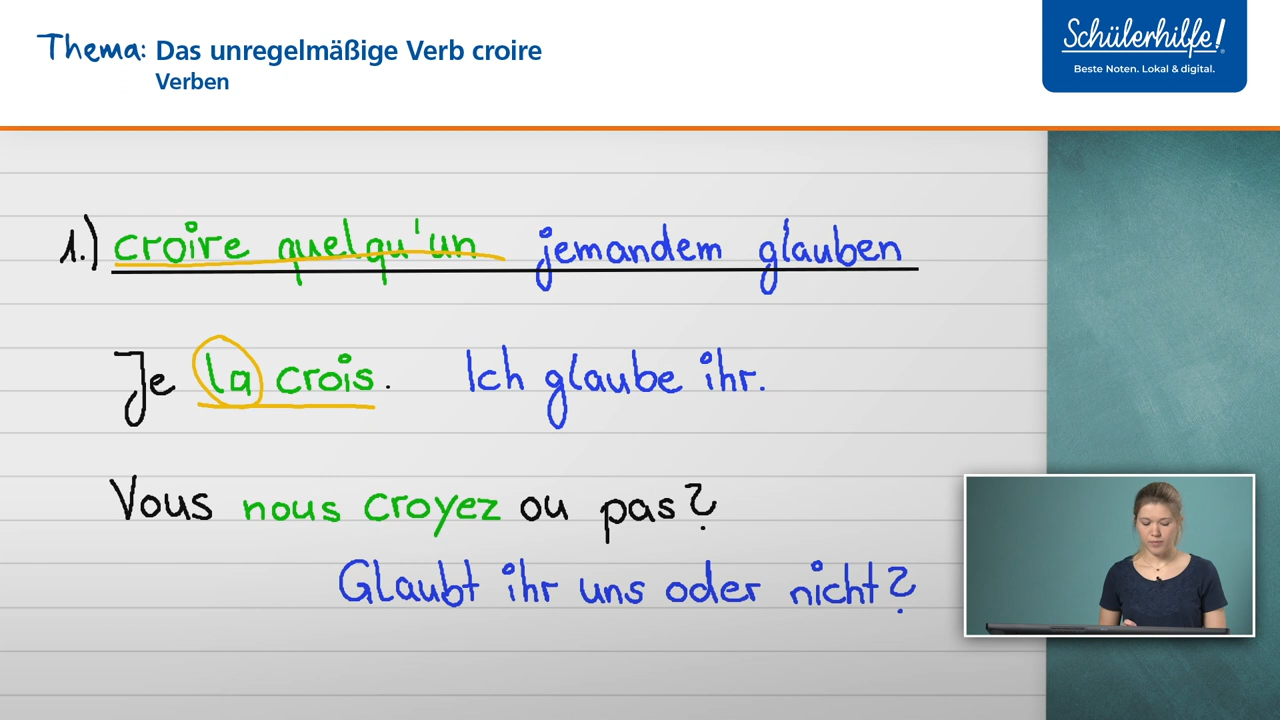 Thema: Das unregelmäßige Verb croire
Verben
Schülerhilfe!
Beste Noten. Lokal & digital.
1.) croire quelqu'un jemandem glauben
Je la crois. Ich glaube ihr.
Vous nous croyez ou pas?
Glaubt ihr uns oder nicht?